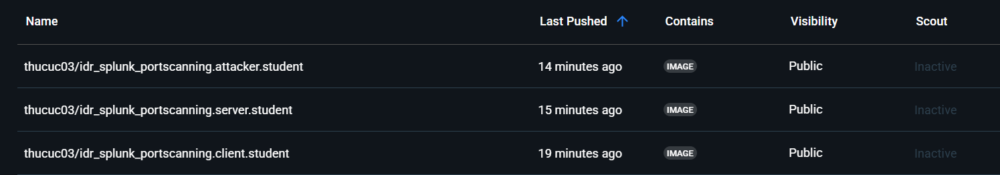 Name Last Pushed Contains Visibility Scout
thucuc03/idr_splunk_portscanning.attacker.student 14 minutes ago IMAGE Public Inactive
thucuc03/idr_splunk_portscanning.server.student 15 minutes ago IMAGE Public Inactive
thucuc03/idr_splunk_portscanning.client.student 19 minutes ago IMAGE Public Inactive